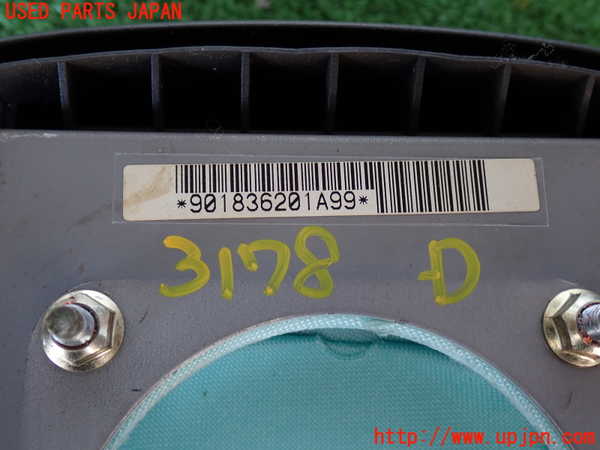 USED PARTS JAPAN
*901836201A99*
3178 D
http://www.upjpn.com/